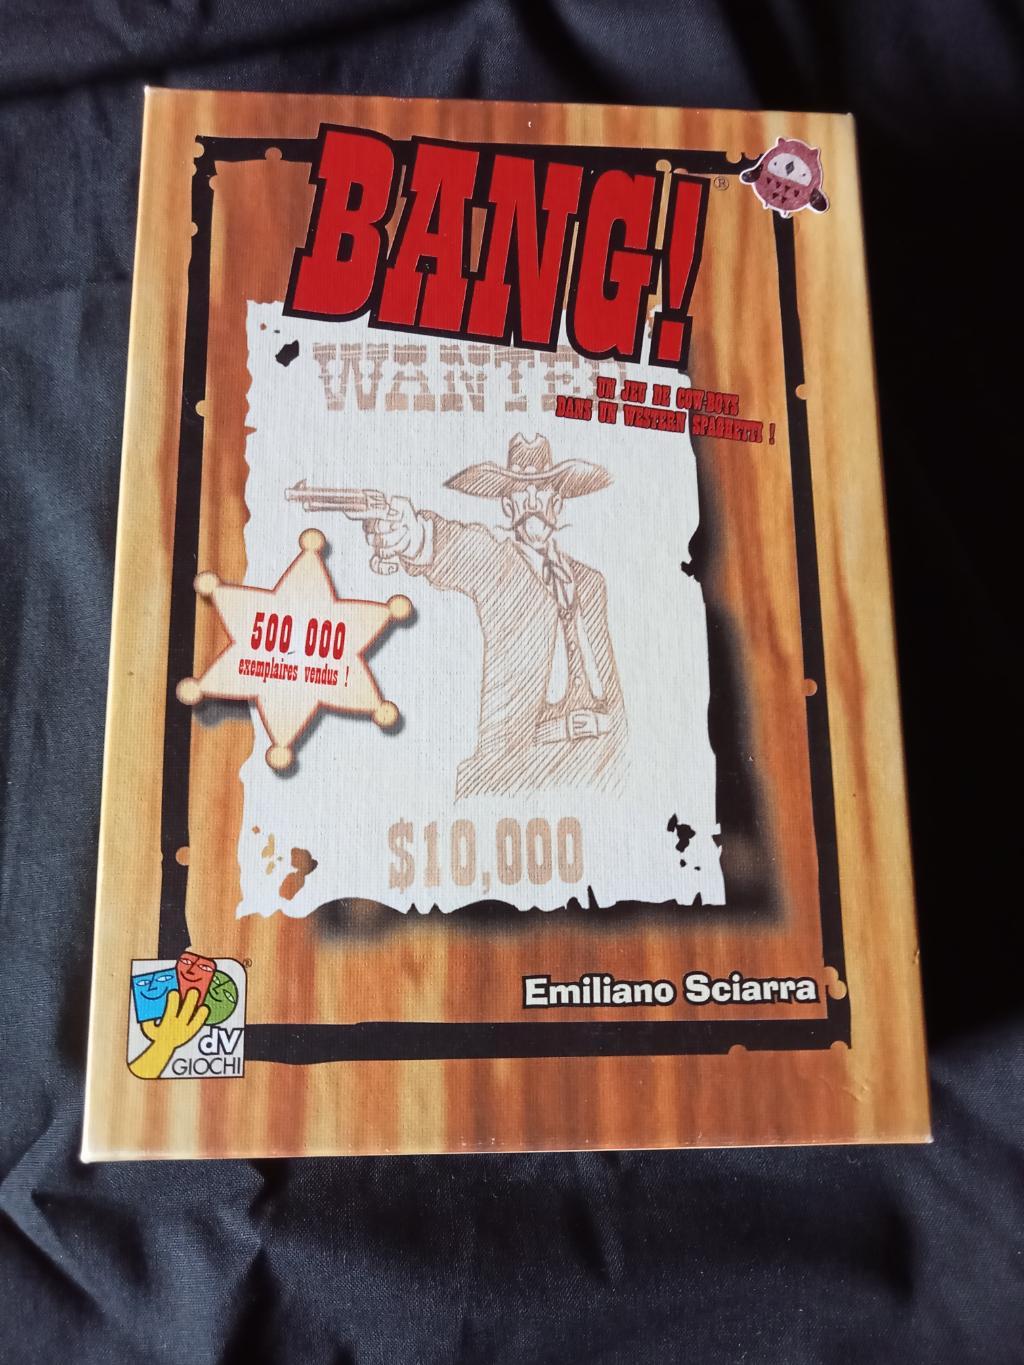 BANG!®
WANTED
UN JEU DE COW-BOYS
DANS UN WESTERN SPAGHETTI !
500 000
exemplaires vendus !
$10,000
Emiliano Sciarra
dV
GIOCHI
®